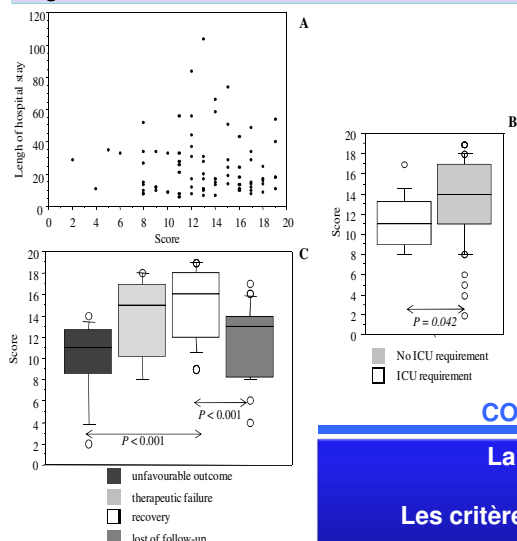 A
120
100
80
60
40
20
0
Lengh of hospital stay
0 2 4 6 8 10 12 14 16 18 20
Score
B
20
18
16
14
12
10
8
6
4
2
0
Score
P = 0.042
No ICU requirement
ICU requirement
C
20
18
16
14
12
10
8
6
4
2
0
Score
P < 0.001
P < 0.001
unfavourable outcome
therapeutic failure
recovery
lost of follow-up
CO
La
Les critère